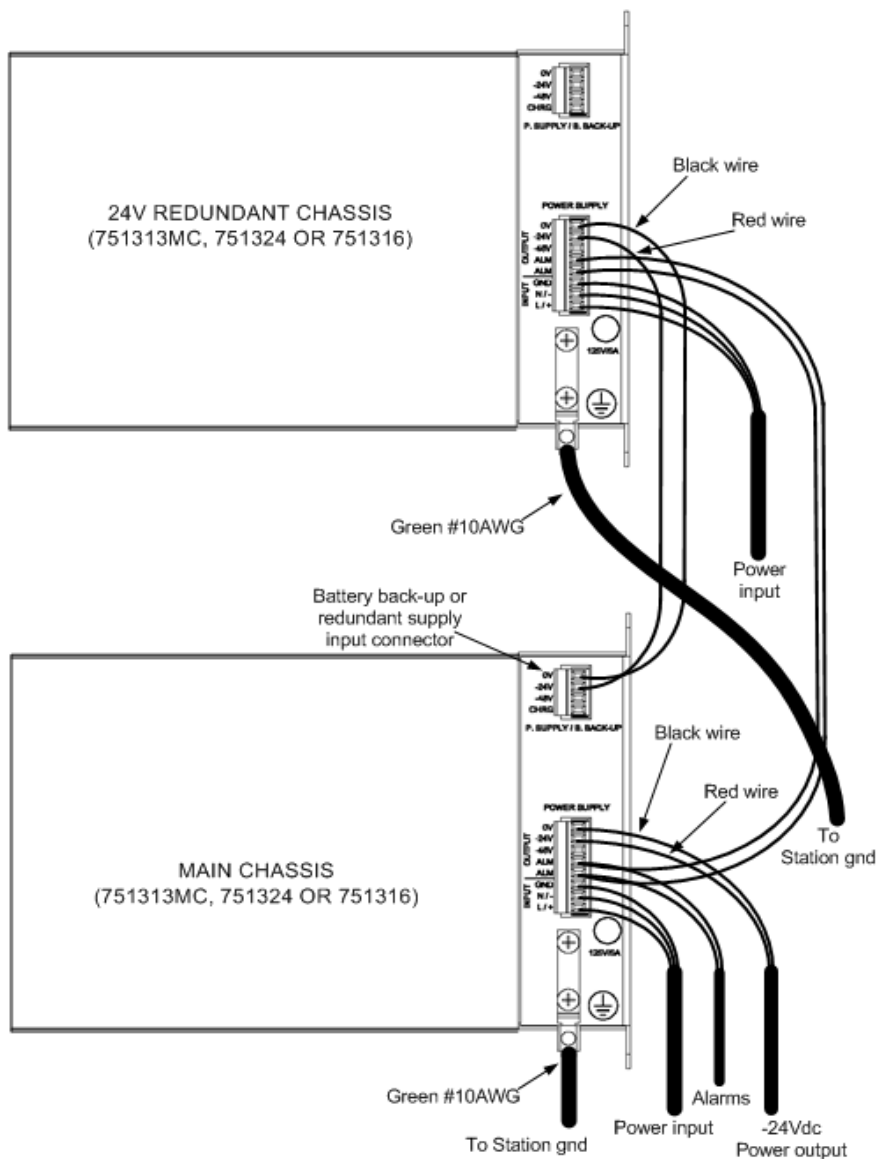 0V
-24V
-48V
CHRG
P. SUPPLY / B. BACK-UP
Black wire
24V REDUNDANT CHASSIS
(751313MC, 751324 OR 751316)
POWER SUPPLY
Red wire
OUTPUT
0V
-24V
-48V
ALM
ALM
INPUT
GND
N / -
L / +
125V/5A
Green #10AWG
Power
input
Battery back-up or
redundant supply
input connector
0V
-24V
-48V
CHRG
P. SUPPLY / B. BACK-UP
Black wire
Red wire
POWER SUPPLY
To
Station gnd
MAIN CHASSIS
(751313MC, 751324 OR 751316)
OUTPUT
0V
-24V
-48V
ALM
ALM
INPUT
GND
N / -
L / +
125V/5A
Green #10AWG
To Station gnd
Power input
Alarms
-24Vdc
Power output